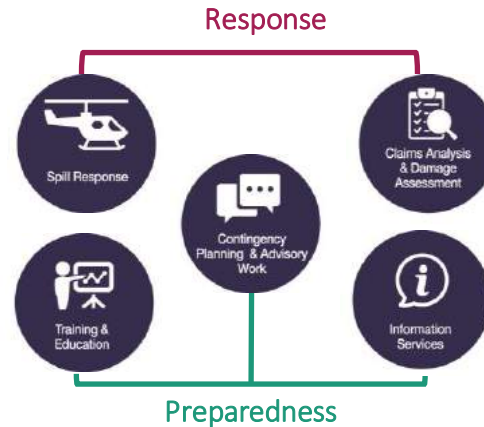 Response
Spill Response
Claims Analysis
& Damage
Assessment
Contingency
Planning & Advisory
Work
Training &
Education
i
Information
Services
Preparedness